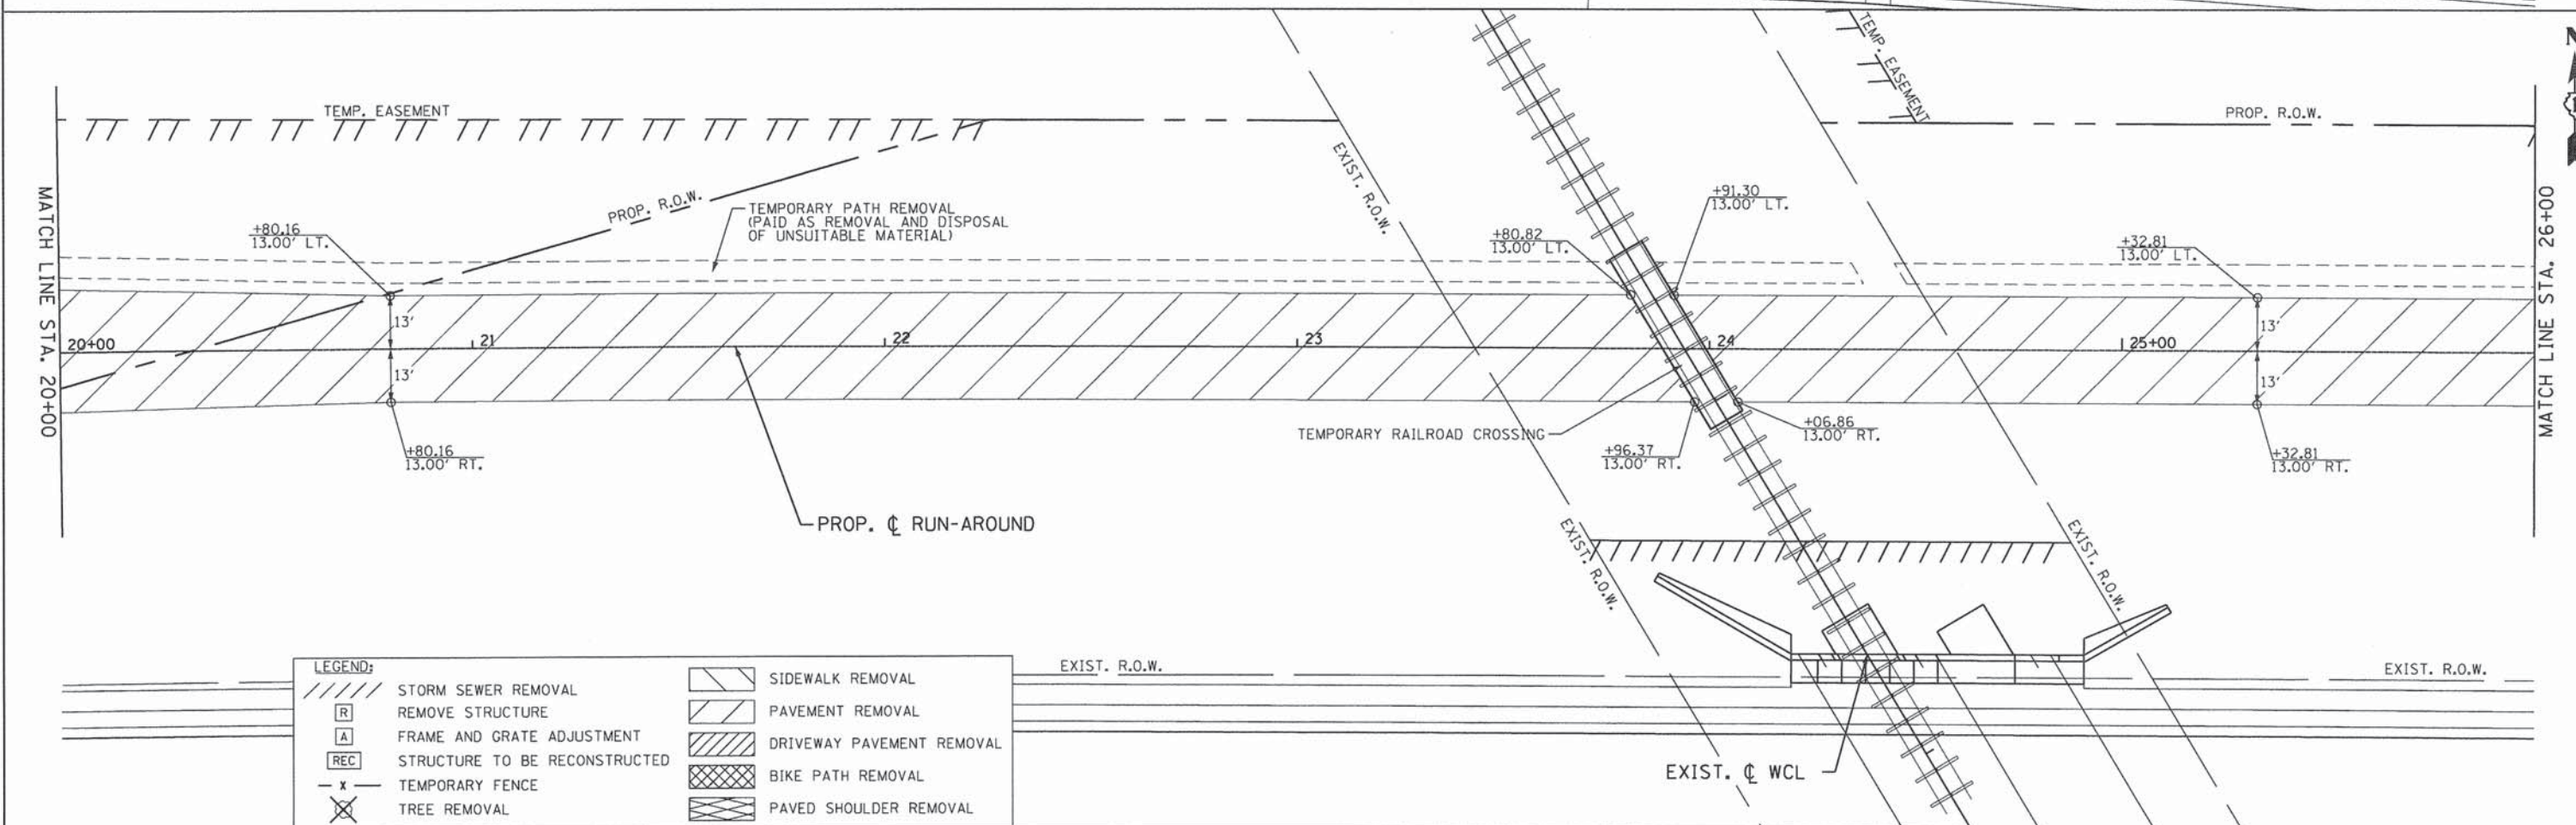 TEMP. EASEMENT
TEMP. EASEMENT
PROP. R.O.W.
N
MATCH LINE STA. 20+00
PROP. R.O.W.
TEMPORARY PATH REMOVAL
(PAID AS REMOVAL AND DISPOSAL
OF UNSUITABLE MATERIAL)
EXIST. R.O.W.
+91.30
13.00' LT.
MATCH LINE STA. 26+00
+80.16
13.00' LT.
+80.82
13.00' LT.
+32.81
13.00' LT.
13'
13'
20+00
21
22
23
24
25+00
13'
13'
+80.16
13.00' RT.
TEMPORARY RAILROAD CROSSING
+96.37
13.00' RT.
+06.86
13.00' RT.
+32.81
13.00' RT.
PROP. ℄ RUN-AROUND
EXIST. R.O.W.
EXIST. R.O.W.
EXIST. R.O.W.
EXIST. R.O.W.
EXIST. ℄ WCL
LEGEND:
STORM SEWER REMOVAL
R REMOVE STRUCTURE
A FRAME AND GRATE ADJUSTMENT
REC STRUCTURE TO BE RECONSTRUCTED
x TEMPORARY FENCE
TREE REMOVAL
SIDEWALK REMOVAL
PAVEMENT REMOVAL
DRIVEWAY PAVEMENT REMOVAL
BIKE PATH REMOVAL
PAVED SHOULDER REMOVAL